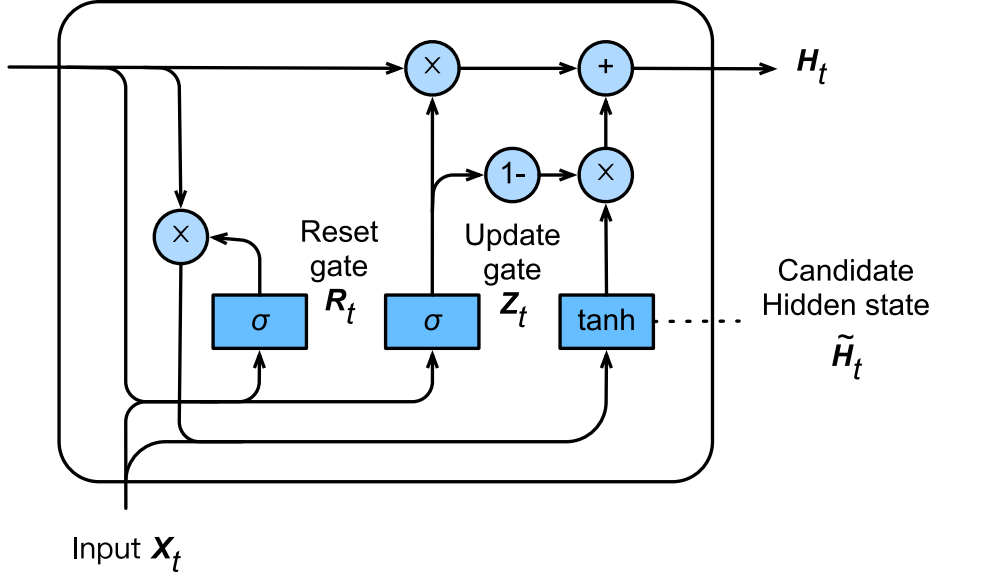 ×
+
H_t
1-
×
×
Reset
gate
R_t
Update
gate
Z_t
σ
σ
tanh
Candidate
Hidden state
H̃_t
Input X_t